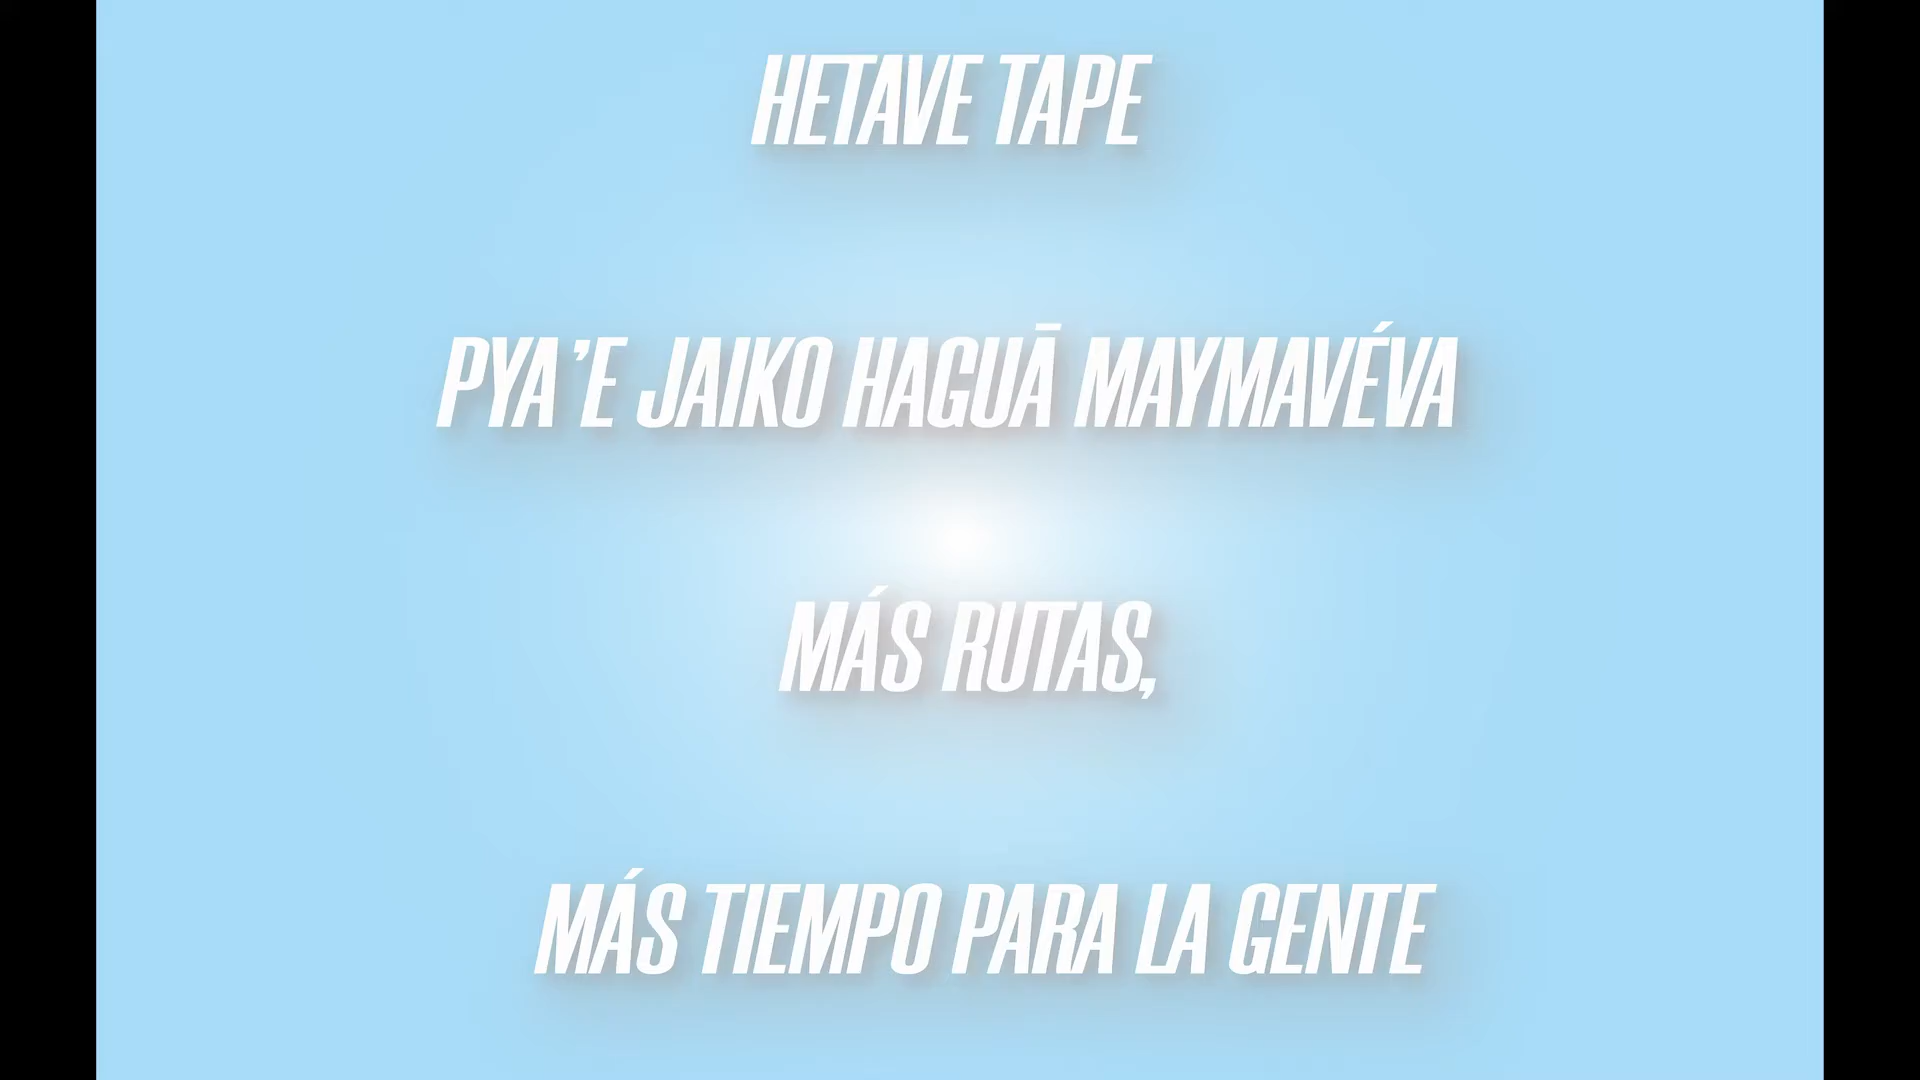 HETAVE TAPE
PYA’E JAIKO HAGUĀ MAYMAVÉVA
MÁS RUTAS,
MÁS TIEMPO PARA LA GENTE